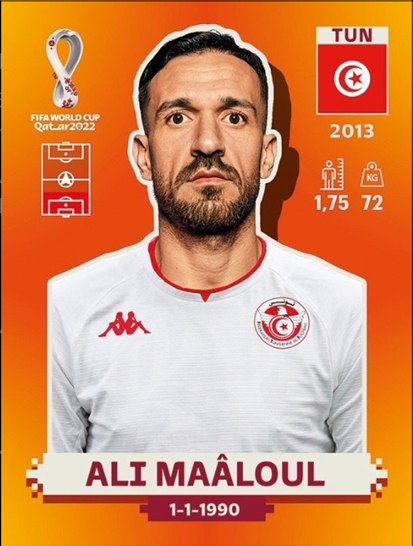 TUN
FIFA WORLD CUP
Qatar2022
2013
KG
1,75 72
ALI MAÂLOUL
1-1-1990